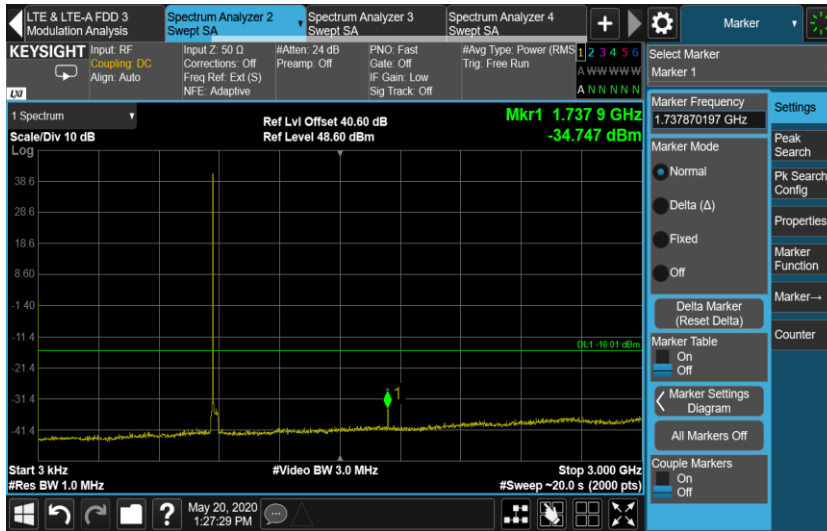 LTE & LTE-A FDD 3
Modulation Analysis
Spectrum Analyzer 2
Swept SA
Spectrum Analyzer 3
Swept SA
Spectrum Analyzer 4
Swept SA
Marker
KEYSIGHT
Input: RF
Coupling: DC
Align: Auto
Input Z: 50 Ω
Corrections: Off
Freq Ref: Ext (S)
NFE: Adaptive
#Atten: 24 dB
Preamp: Off
PNO: Fast
Gate: Off
IF Gain: Low
Sig Track: Off
#Avg Type: Power (RMS
Trig: Free Run
1 2 3 4 5 6
A W W W W W
A N N N N N
LXI
Select Marker
Marker 1
1 Spectrum
Scale/Div 10 dB
Log
Ref Lvl Offset 40.60 dB
Ref Level 48.60 dBm
Mkr1 1.737 9 GHz
-34.747 dBm
38.6
28.6
18.6
8.60
-1.40
-11.4
-21.4
-31.4
-41.4
DL1 -16.01 dBm
1
Start 3 kHz
#Res BW 1.0 MHz
#Video BW 3.0 MHz
Stop 3.000 GHz
#Sweep ~20.0 s (2000 pts)
Marker Frequency
1.737870197 GHz
Marker Mode
Normal
Delta (Δ)
Fixed
Off
Delta Marker
(Reset Delta)
Marker Table
On
Off
Marker Settings
Diagram
All Markers Off
Couple Markers
On
Off
Settings
Peak
Search
Pk Search
Config
Properties
Marker
Function
Marker→
Counter
?
May 20, 2020
1:27:29 PM